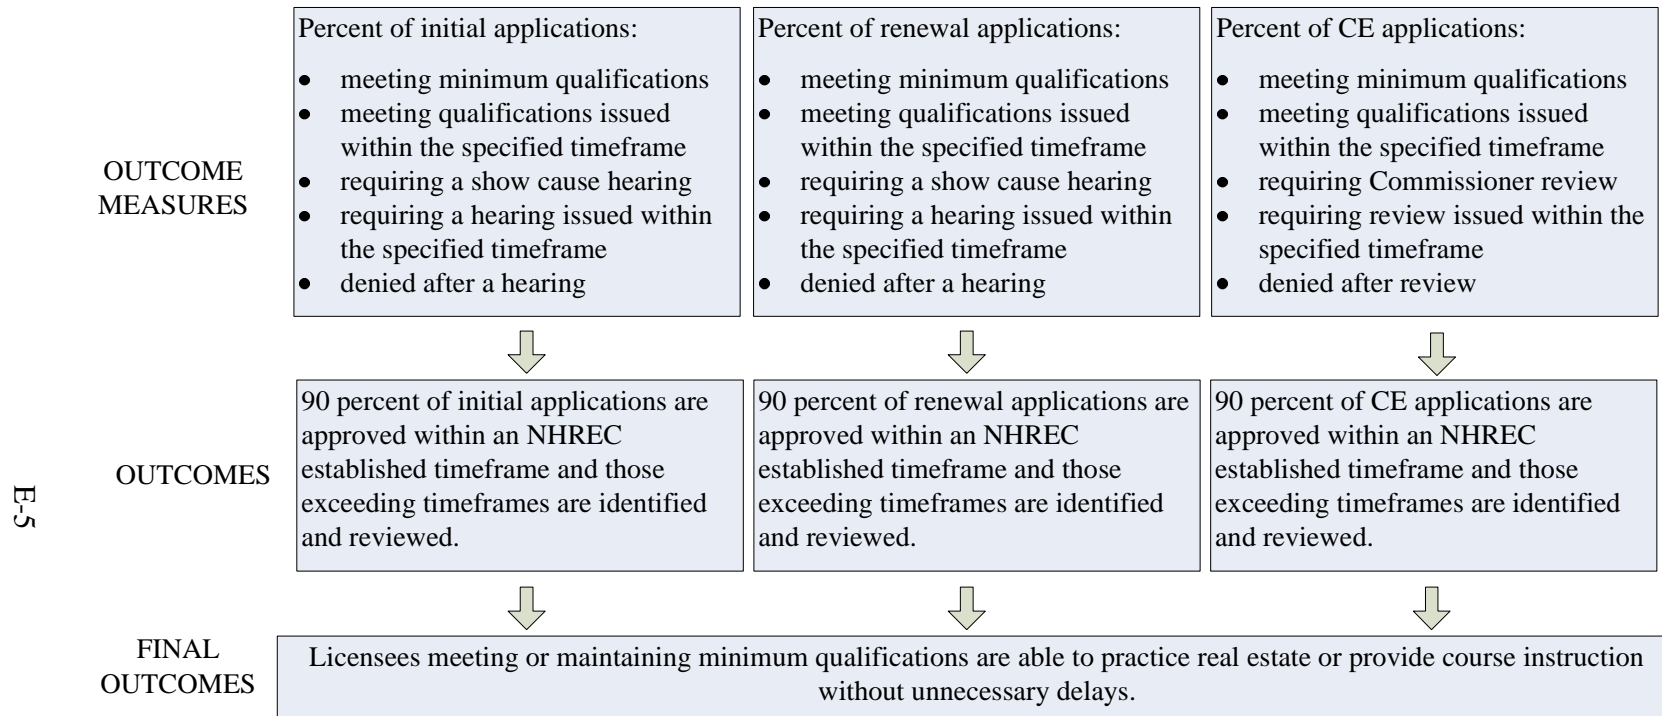 OUTCOME
MEASURES
Percent of initial applications:
• meeting minimum qualifications
• meeting qualifications issued
within the specified timeframe
• requiring a show cause hearing
• requiring a hearing issued within
the specified timeframe
• denied after a hearing
Percent of renewal applications:
• meeting minimum qualifications
• meeting qualifications issued
within the specified timeframe
• requiring a show cause hearing
• requiring a hearing issued within
the specified timeframe
• denied after a hearing
Percent of CE applications:
• meeting minimum qualifications
• meeting qualifications issued
within the specified timeframe
• requiring Commissioner review
• requiring review issued within the
specified timeframe
• denied after review
OUTCOMES
90 percent of initial applications are
approved within an NHREC
established timeframe and those
exceeding timeframes are identified
and reviewed.
90 percent of renewal applications are
approved within an NHREC
established timeframe and those
exceeding timeframes are identified
and reviewed.
90 percent of CE applications are
approved within an NHREC
established timeframe and those
exceeding timeframes are identified
and reviewed.
E-5
FINAL
OUTCOMES
Licensees meeting or maintaining minimum qualifications are able to practice real estate or provide course instruction
without unnecessary delays.